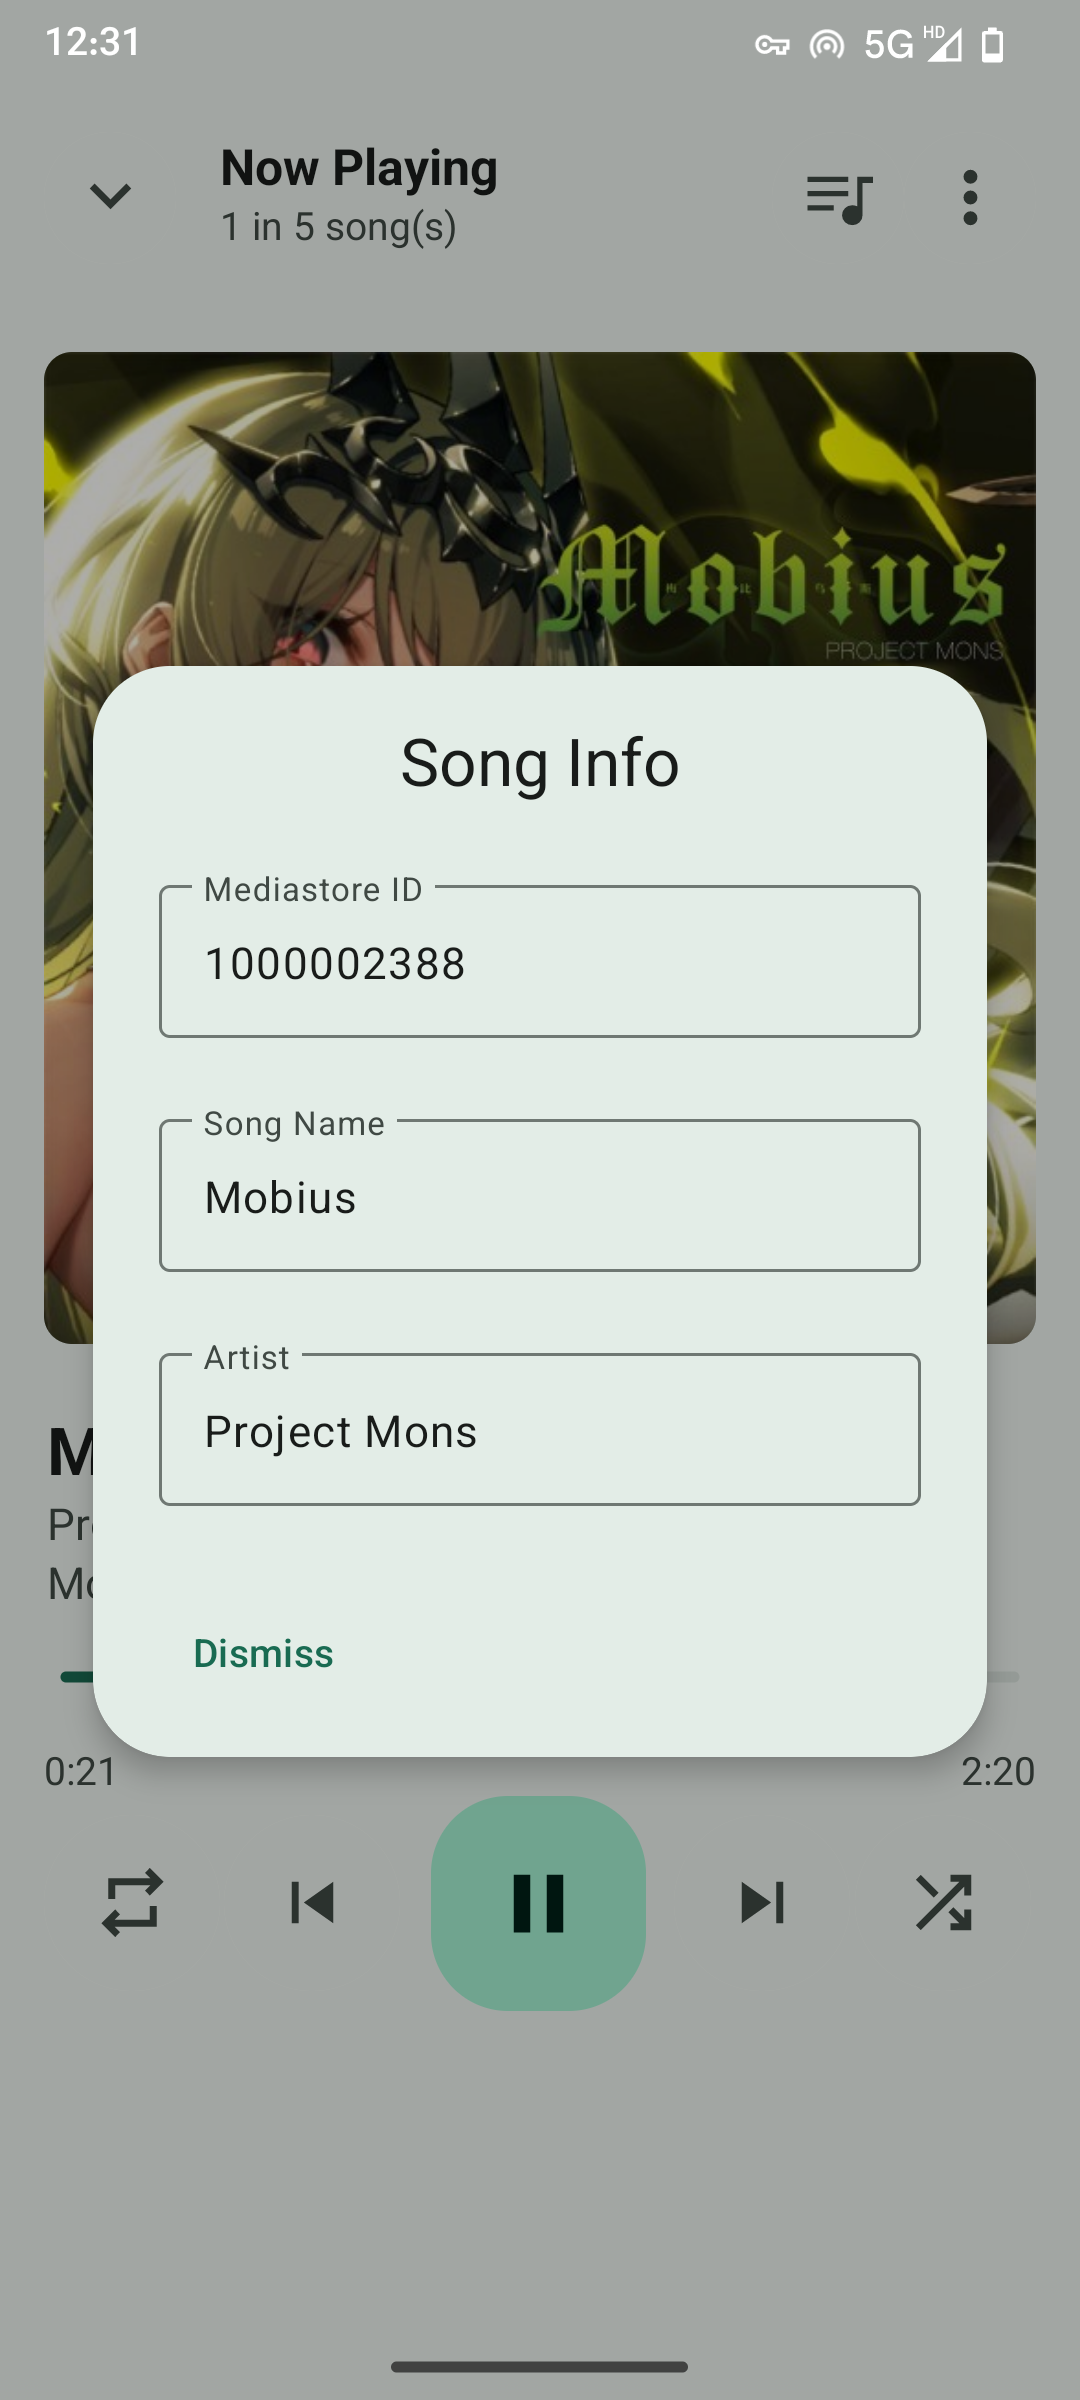 12:31
5G HD
Now Playing
1 in 5 song(s)
Mobius
PROJECT MONS
Song Info
Mediastore ID
1000002388
Song Name
Mobius
Artist
Project Mons
M
Pr
Mo
Dismiss
0:21
2:20